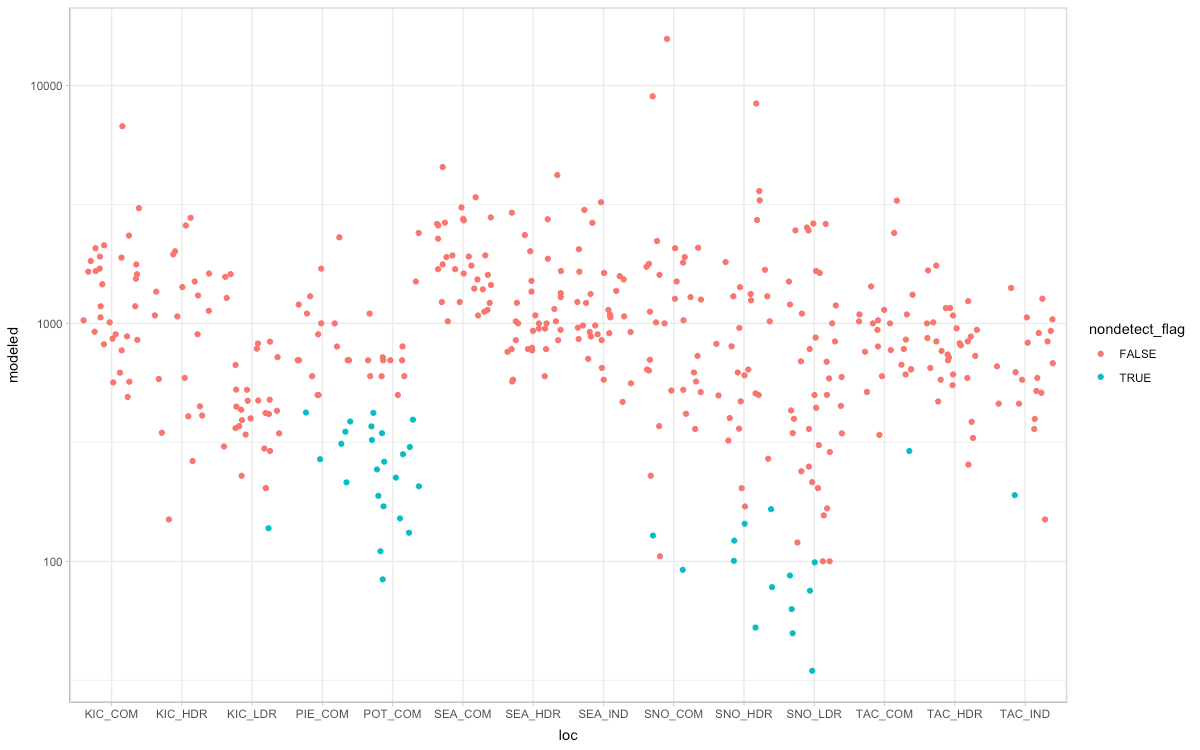 10000
1000
100
modeled
KIC_COM KIC_HDR KIC_LDR PIE_COM POT_COM SEA_COM SEA_HDR SEA_IND SNO_COM SNO_HDR SNO_LDR TAC_COM TAC_HDR TAC_IND
loc
nondetect_flag
FALSE
TRUE